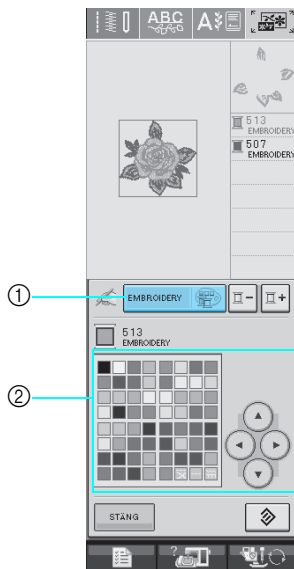 ABC
A
513
EMBROIDERY
507
EMBROIDERY
① EMBROIDERY
− +
513
EMBROIDERY
②
STÄNG
?